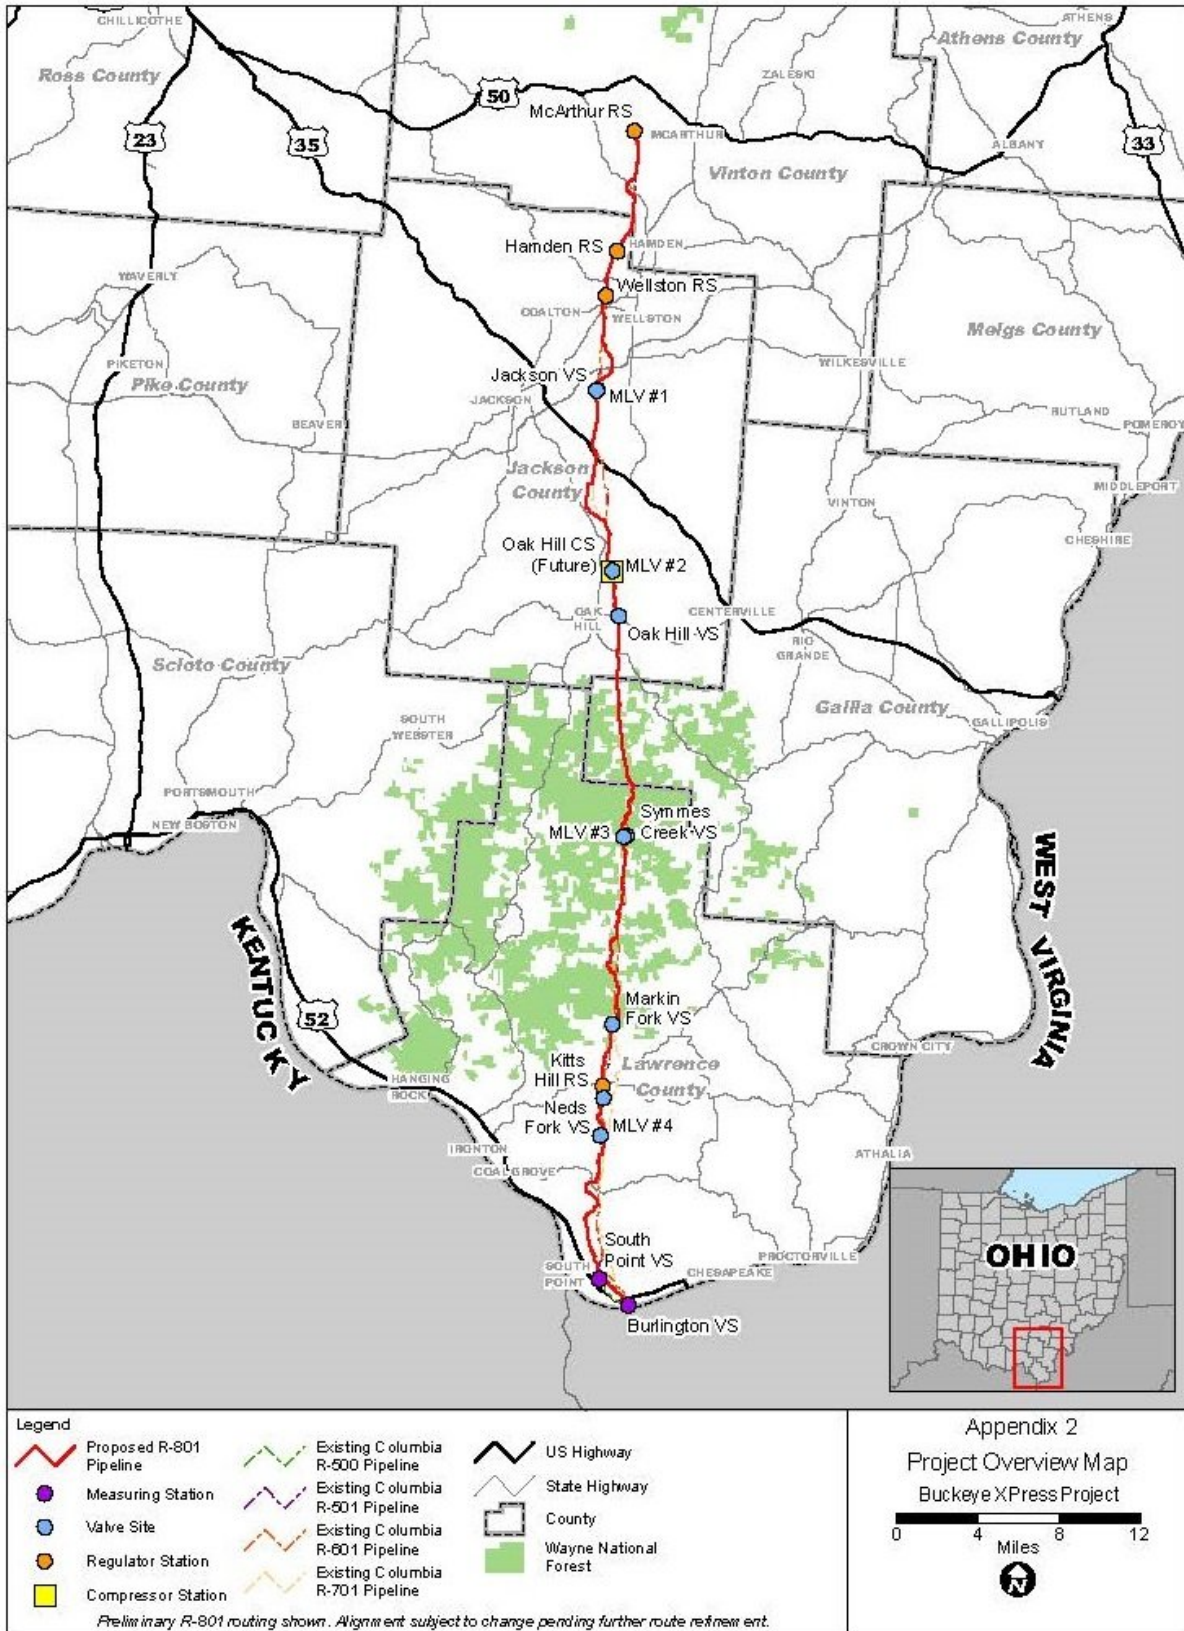 CHILLICOTHE
ATHENS
Athens County
Ross County
ZALESKI
50
McArthur RS
23
35
MCARTHUR
33
ALBANY
Vinton County
Hamden RS
HAMDEN
WAVERLY
Wellston RS
COALTON
WELLSTON
Meigs County
PIKETON
Pike County
WILKESVILLE
Jackson VS
MLV #1
JACKSON
RUTLAND
BEAVER
POMEROY
Jackson
County
MIDDLEPORT
VINTON
CHESHIRE
Oak Hill CS
(Future)
MLV #2
OAK
HILL
CENTERVILLE
Oak Hill VS
RIO
GRANDE
Scioto County
Gallia County
SOUTH
WEBSTER
GALLIPOLIS
PORTSMOUTH
NEW BOSTON
MLV #3
Symmes
Creek VS
WEST VIRGINIA
KENTUCKY
52
Markin
Fork VS
CROWN CITY
Kitts
Hill RS
Lawrence
County
HANGING
ROCK
Neds
Fork VS
MLV #4
IRONTON
COAL GROVE
ATHALIA
South
Point VS
PROCTORVILLE
SOUTH
POINT
CHESAPEAKE
Burlington VS
OHIO
Legend
Proposed R-801
Pipeline
Measuring Station
Valve Site
Regulator Station
Compressor Station
Existing Columbia
R-500 Pipeline
Existing Columbia
R-501 Pipeline
Existing Columbia
R-601 Pipeline
Existing Columbia
R-701 Pipeline
US Highway
State Highway
County
Wayne National
Forest
Preliminary R-801 routing shown. Alignment subject to change pending further route refinement.
Appendix 2
Project Overview Map
Buckeye XPress Project
0 4 8 12
Miles
N